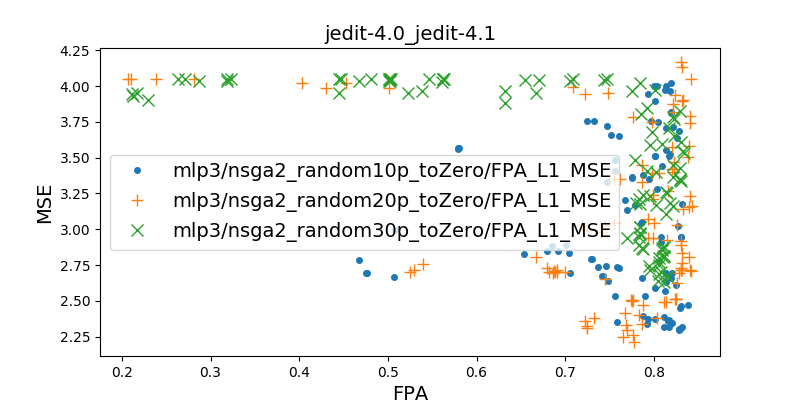 jedit-4.0_jedit-4.1
4.25
4.00
3.75
3.50
3.25
3.00
2.75
2.50
2.25
MSE
mlp3/nsga2_random10p_toZero/FPA_L1_MSE
mlp3/nsga2_random20p_toZero/FPA_L1_MSE
mlp3/nsga2_random30p_toZero/FPA_L1_MSE
0.2 0.3 0.4 0.5 0.6 0.7 0.8
FPA